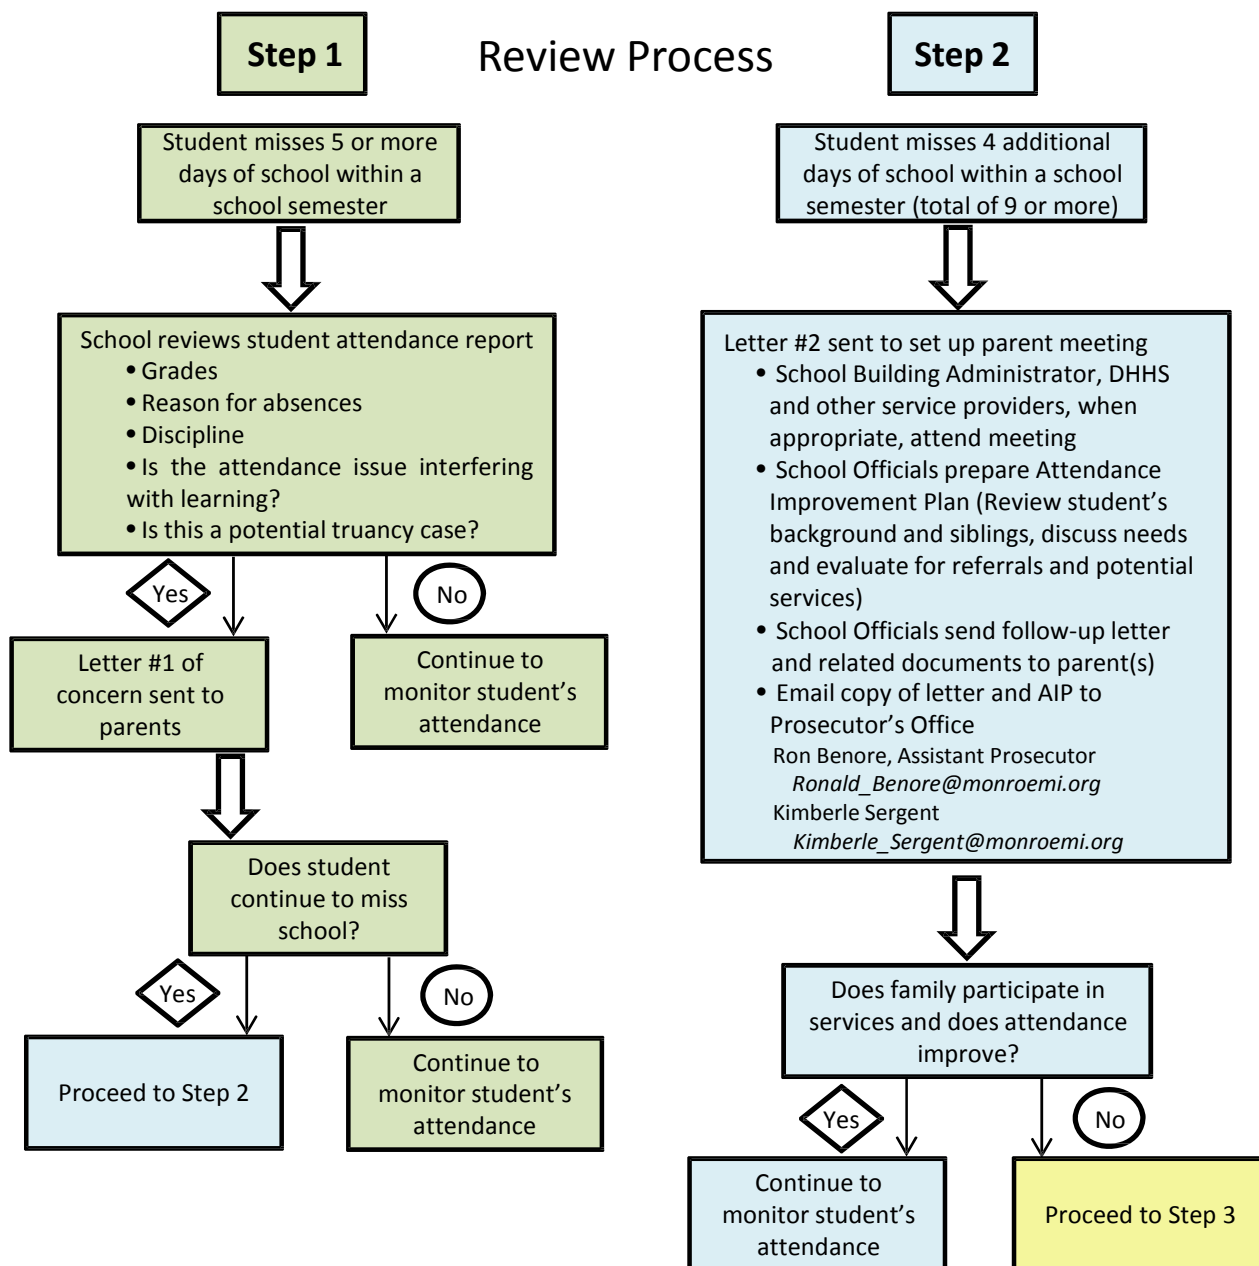 Step 1
Review Process
Step 2
Student misses 5 or more
days of school within a
school semester
School reviews student attendance report
• Grades
• Reason for absences
• Discipline
• Is the attendance issue interfering
with learning?
• Is this a potential truancy case?
Yes
No
Letter #1 of
concern sent to
parents
Continue to
monitor student's
attendance
Does student
continue to miss
school?
Yes
No
Proceed to Step 2
Continue to
monitor student's
attendance
Student misses 4 additional
days of school within a school
semester (total of 9 or more)
Letter #2 sent to set up parent meeting
• School Building Administrator, DHHS
and other service providers, when
appropriate, attend meeting
• School Officials prepare Attendance
Improvement Plan (Review student's
background and siblings, discuss needs
and evaluate for referrals and potential
services)
• School Officials send follow-up letter
and related documents to parent(s)
• Email copy of letter and AIP to
Prosecutor's Office
Ron Benore, Assistant Prosecutor
Ronald_Benore@monroemi.org
Kimberle Sergent
Kimberle_Sergent@monroemi.org
Does family participate in
services and does attendance
improve?
Yes
No
Continue to
monitor student's
attendance
Proceed to Step 3